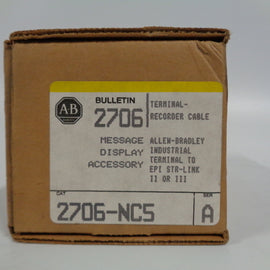 AB
BULLETIN
2706
TERMINAL-
RECORDER CABLE
MESSAGE
DISPLAY
ACCESSORY
ALLEN-BRADLEY
INDUSTRIAL
TERMINAL TO
EPI STR-LINK
II OR III
CAT
2706-NC5
SER
A